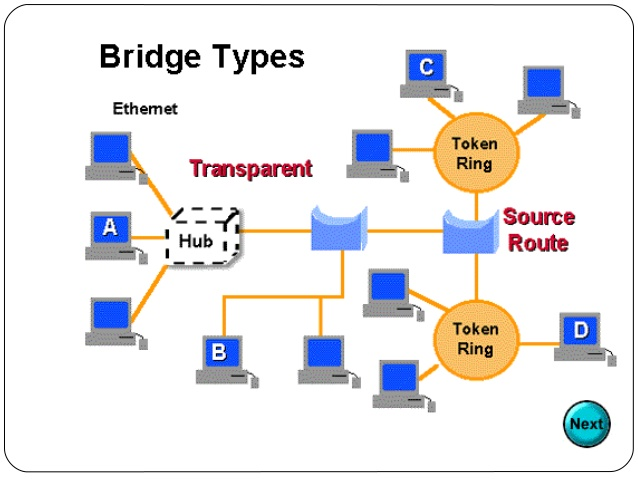 Bridge Types
Ethernet
C
Token
Ring
Transparent
A
Hub
Source
Route
B
Token
Ring
D
Next